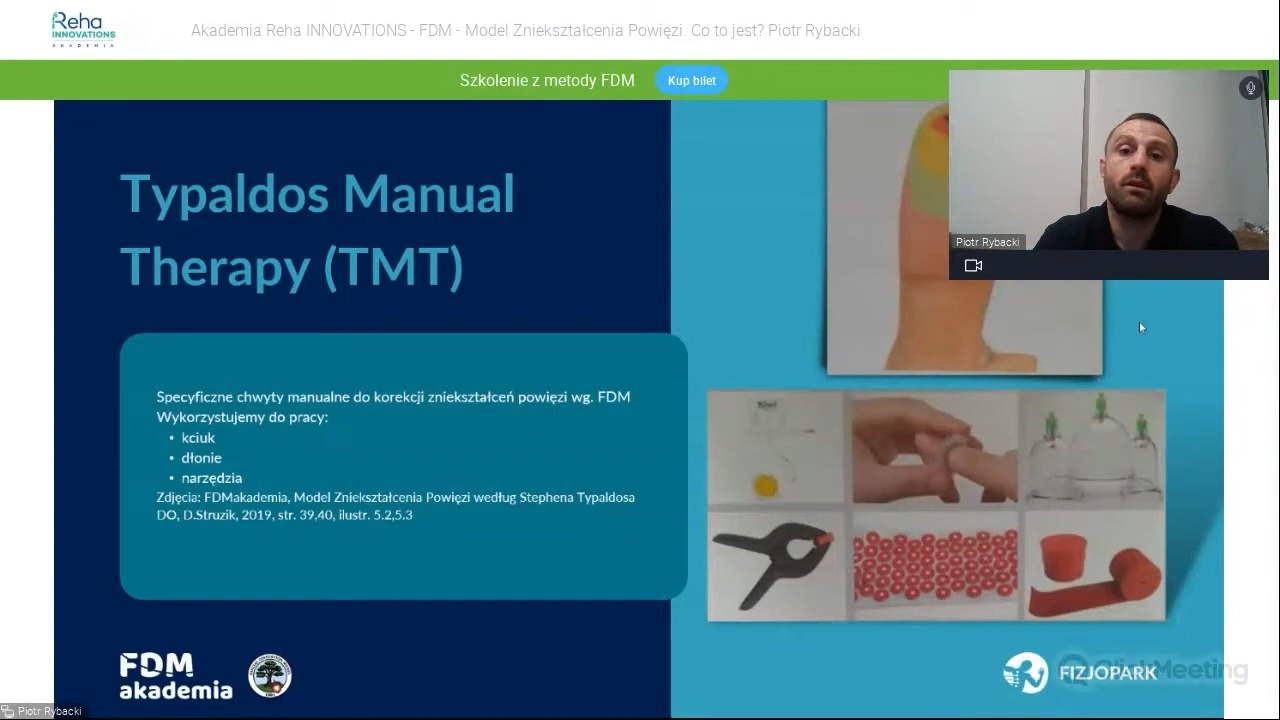 Reha
INNOVATIONS
AKADEMIA
Akademia Reha INNOVATIONS - FDM - Model Zniekształcenia Powięzi. Co to jest? Piotr Rybacki
Szkolenie z metody FDM
Kup bilet
Piotr Rybacki
Typaldos Manual
Therapy (TMT)
Specyficzne chwyty manualne do korekcji zniekształceń powięzi wg. FDM
Wykorzystujemy do pracy:
• kciuk
• dłonie
• narzędzia
Zdjęcia: FDMakademia, Model Zniekształcenia Powięzi według Stephena Typaldosa
DO, D.Struzik, 2019, str. 39,40, ilustr. 5.2,5.3
Kiwi
FDM
akademia
FIZJOPARK
ClickMeeting
Piotr Rybacki